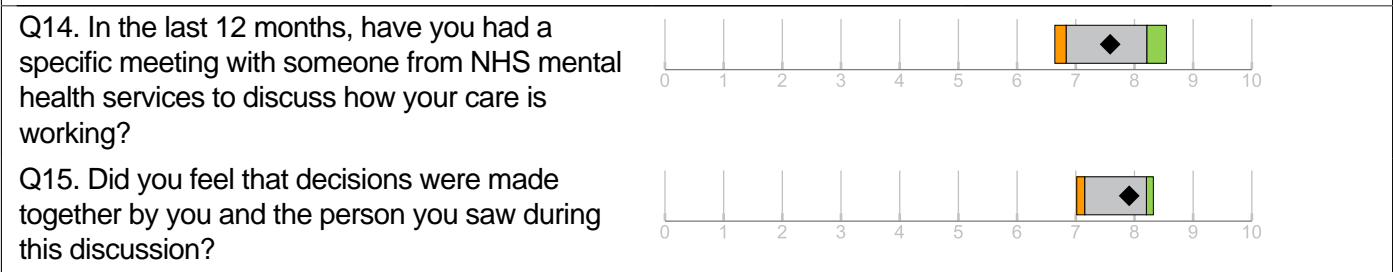 Q14. In the last 12 months, have you had a
specific meeting with someone from NHS mental
health services to discuss how your care is
working?
0 1 2 3 4 5 6 7 8 9 10
Q15. Did you feel that decisions were made
together by you and the person you saw during
this discussion?
0 1 2 3 4 5 6 7 8 9 10